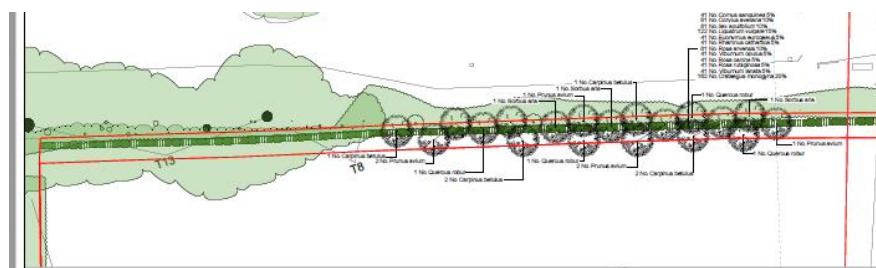 41 No. Cornus sanguinea 5%
81 No. Corylus avellana 10%
81 No. Ilex aquifolium 10%
122 No. Ligustrum vulgare 15%
41 No. Euonymus europaeus 5%
41 No. Rhamnus cathartica 5%
81 No. Rosa arvensis 10%
41 No. Viburnum opulus 5%
41 No. Rosa canina 5%
41 No. Rosa rubiginosa 5%
41 No. Viburnum lantana 5%
162 No. Crataegus monogyna 20%
1 No. Carpinus betulus
1 No. Sorbus aria
1 No. Prunus avium
1 No. Sorbus aria
1 No. Quercus robur
1 No. Sorbus aria
T13
T8
1 No. Carpinus betulus
2 No. Prunus avium
1 No. Quercus robur
2 No. Carpinus betulus
1 No. Quercus robur
2 No. Prunus avium
2 No. Carpinus betulus
1 No. Prunus avium
No. Quercus robur